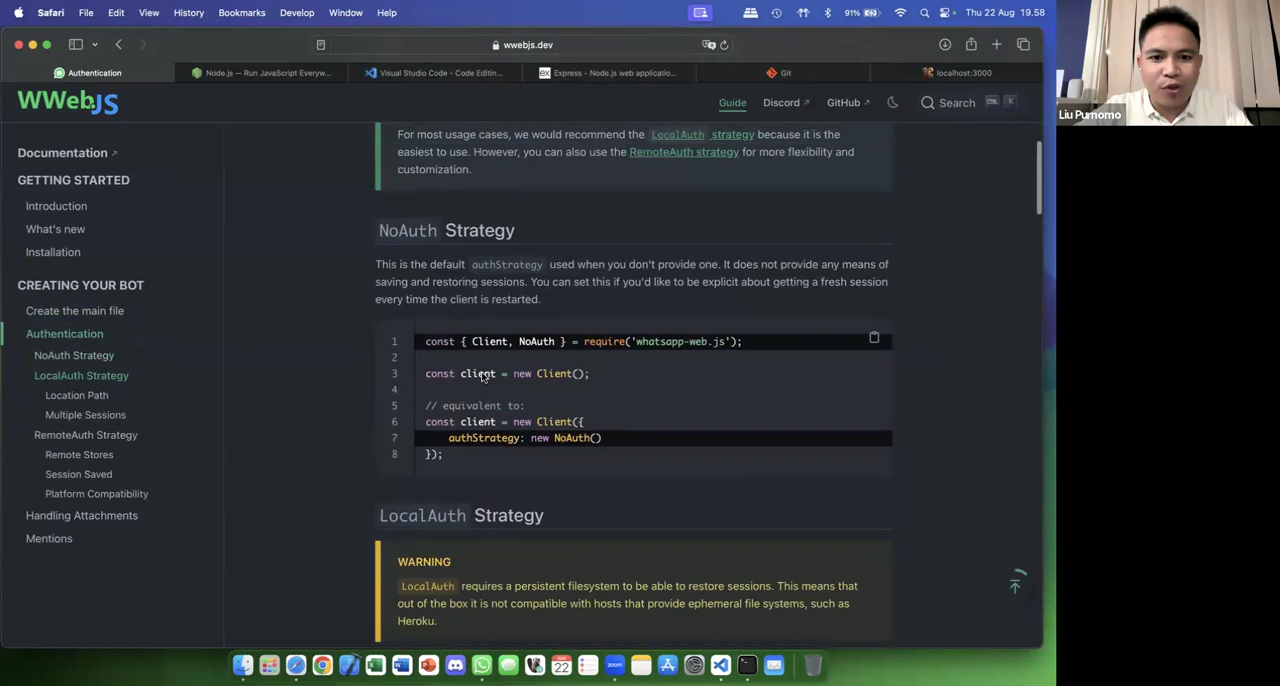 Safari File Edit View History Bookmarks Develop Window Help
91% Thu 22 Aug 19.58
wwebjs.dev
Authentication
Node.js — Run JavaScript Everyw...
Visual Studio Code - Code Editin...
ex Express - Node.js web applicatio...
Git
localhost:3000
WWebJS
Guide Discord GitHub Search CTRL K
Documentation
GETTING STARTED
Introduction
What's new
Installation
CREATING YOUR BOT
Create the main file
Authentication
NoAuth Strategy
LocalAuth Strategy
Location Path
Multiple Sessions
RemoteAuth Strategy
Remote Stores
Session Saved
Platform Compatibility
Handling Attachments
Mentions
For most usage cases, we would recommend the LocalAuth strategy because it is the
easiest to use. However, you can also use the RemoteAuth strategy for more flexibility and
customization.
NoAuth Strategy
This is the default authStrategy used when you don't provide one. It does not provide any means of
saving and restoring sessions. You can set this if you'd like to be explicit about getting a fresh session
every time the client is restarted.
1 const { Client, NoAuth } = require('whatsapp-web.js');
2
3 const client = new Client();
4
5 // equivalent to:
6 const client = new Client({
7 authStrategy: new NoAuth()
8 });
LocalAuth Strategy
WARNING
LocalAuth requires a persistent filesystem to be able to restore sessions. This means that
out of the box it is not compatible with hosts that provide ephemeral file systems, such as
Heroku.
22
zoom
Liu Purnomo